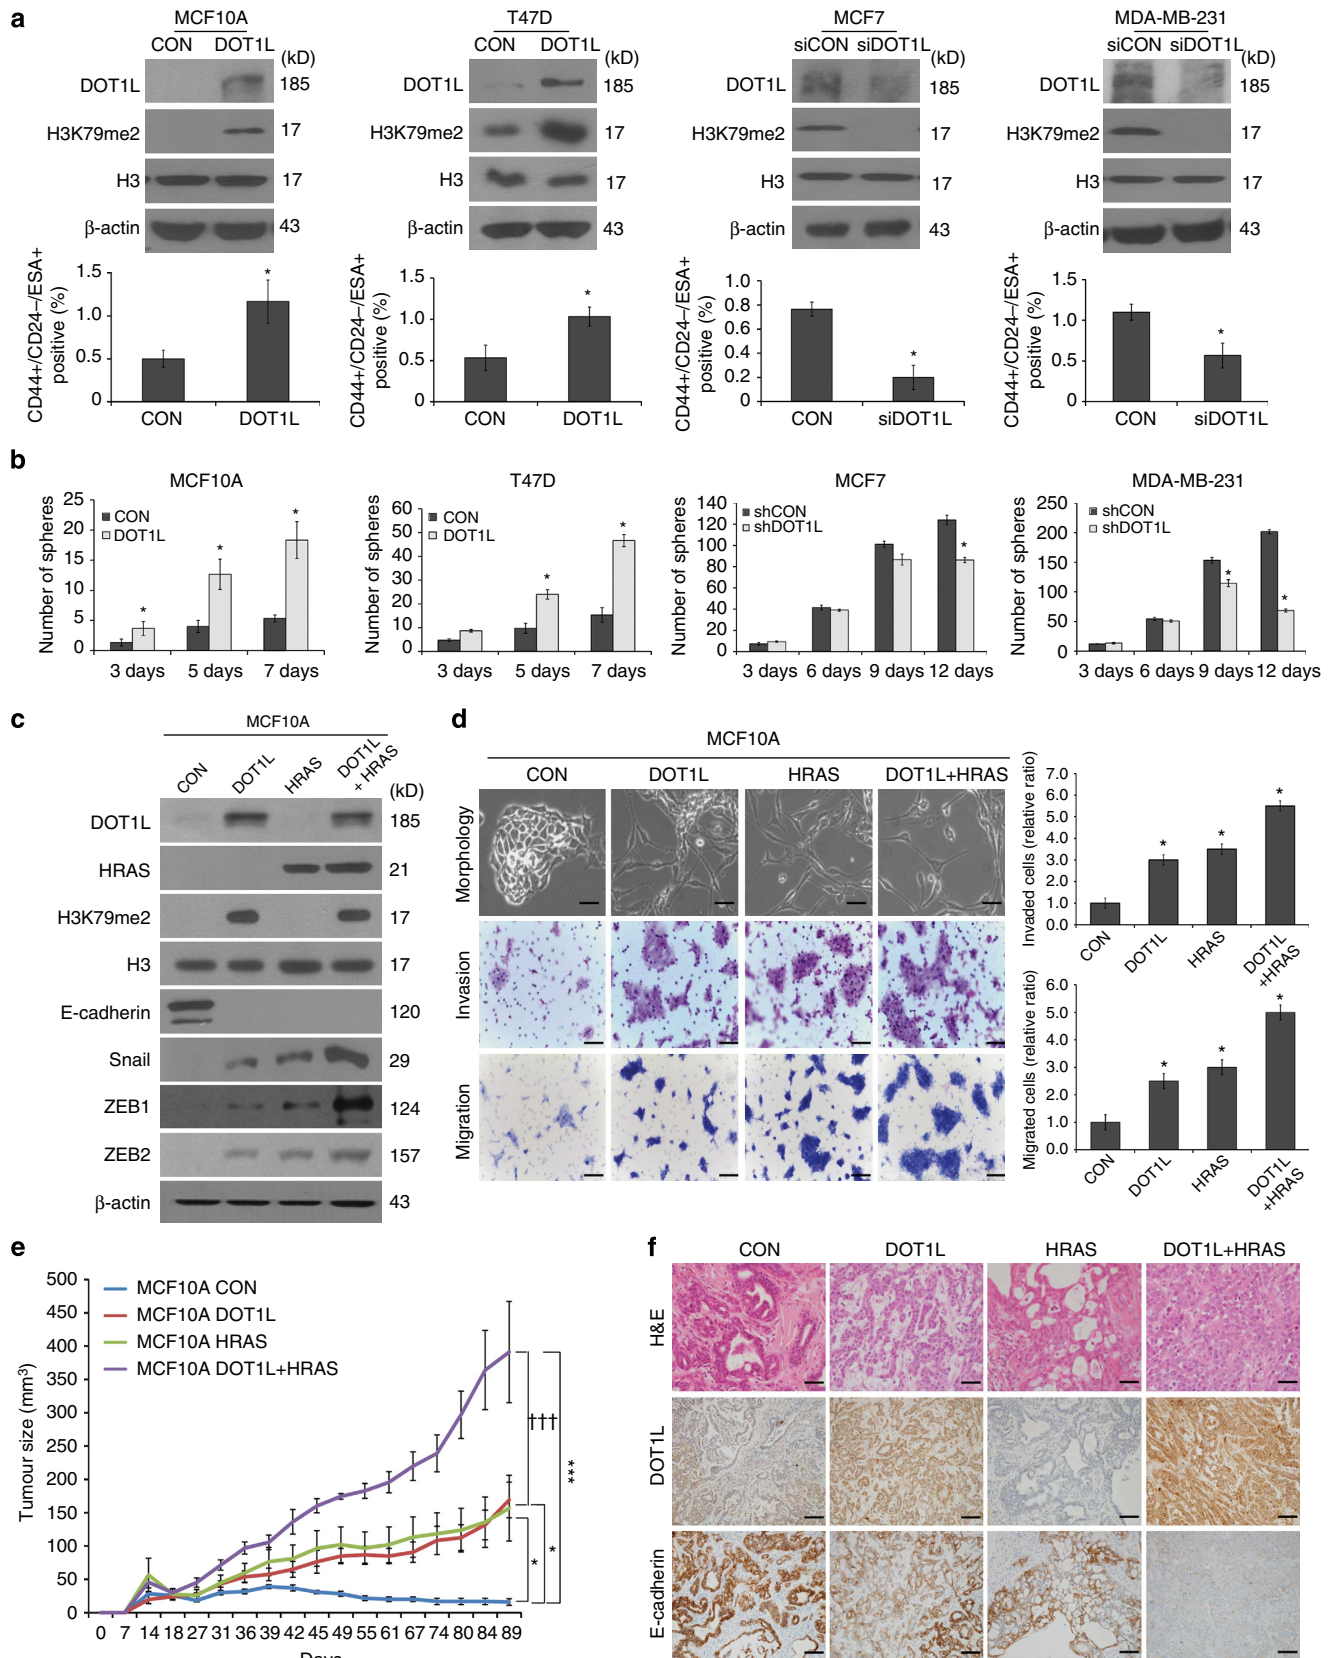 a
MCF10A
CON DOT1L
(kD)
DOT1L 185
H3K79me2 17
H3 17
β-actin 43
CD44+/CD24–/ESA+
positive (%)
1.5
1.0
0.5
0
*
CON DOT1L
T47D
CON DOT1L
(kD)
DOT1L 185
H3K79me2 17
H3 17
β-actin 43
CD44+/CD24–/ESA+
positive (%)
1.5
1.0
0.5
0
*
CON DOT1L
MCF7
siCON siDOT1L
(kD)
DOT1L 185
H3K79me2 17
H3 17
β-actin 43
CD44+/CD24–/ESA+
positive (%)
1.0
0.8
0.6
0.4
0.2
0
*
CON siDOT1L
MDA-MB-231
siCON siDOT1L
(kD)
DOT1L 185
H3K79me2 17
H3 17
β-actin 43
CD44+/CD24–/ESA+
positive (%)
1.5
1.0
0.5
0
*
CON siDOT1L
b
MCF10A
Number of spheres
25
20
15
10
5
0
CON
DOT1L
* * *
3 days 5 days 7 days
T47D
Number of spheres
60
50
40
30
20
10
0
CON
DOT1L
* *
3 days 5 days 7 days
MCF7
Number of spheres
140
120
100
80
60
40
20
0
shCON
shDOT1L
*
3 days 6 days 9 days 12 days
MDA-MB-231
Number of spheres
250
200
150
100
50
0
shCON
shDOT1L
* *
3 days 6 days 9 days 12 days
c
MCF10A
CON DOT1L HRAS DOT1L
+ HRAS
(kD)
DOT1L 185
HRAS 21
H3K79me2 17
H3 17
E-cadherin 120
Snail 29
ZEB1 124
ZEB2 157
β-actin 43
d
MCF10A
CON DOT1L HRAS DOT1L+HRAS
Morphology
Invasion
Migration
Invaded cells (relative ratio)
7.0
6.0
5.0
4.0
3.0
2.0
1.0
0.0
* * *
CON DOT1L HRAS DOT1L
+HRAS
Migrated cells (relative ratio)
6.0
5.0
4.0
3.0
2.0
1.0
0.0
* * *
CON DOT1L HRAS DOT1L
+HRAS
e
Tumour size (mm³)
500
450
400
350
300
250
200
150
100
50
0
MCF10A CON
MCF10A DOT1L
MCF10A HRAS
MCF10A DOT1L+HRAS
†††
***
*
*
0 7 14 18 27 31 36 39 42 45 49 55 61 67 74 80 84 89
Days
f
CON DOT1L HRAS DOT1L+HRAS
H&E
DOT1L
E-cadherin